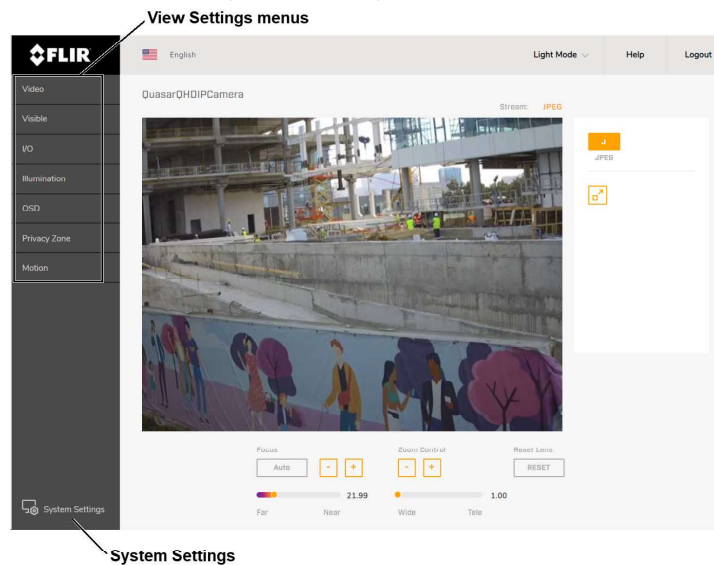 View Settings menus
FLIR
English
Light Mode
Help
Logout
Video
Visible
I/O
Illumination
OSD
Privacy Zone
Motion
QuasarQHDIPCamera
Stream: JPEG
J
JPEG
Focus
Zoom Control
Reset Lens
Auto
-
+
-
+
RESET
21.99
1.00
Far
Near
Wide
Tele
System Settings
System Settings